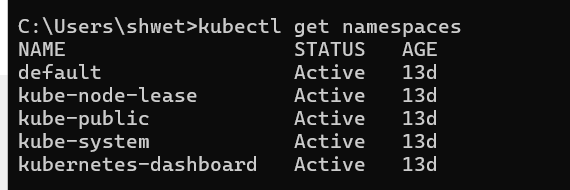 C:\Users\shwet>kubectl get namespaces
NAME                   STATUS   AGE
default                Active   13d
kube-node-lease        Active   13d
kube-public            Active   13d
kube-system            Active   13d
kubernetes-dashboard   Active   13d